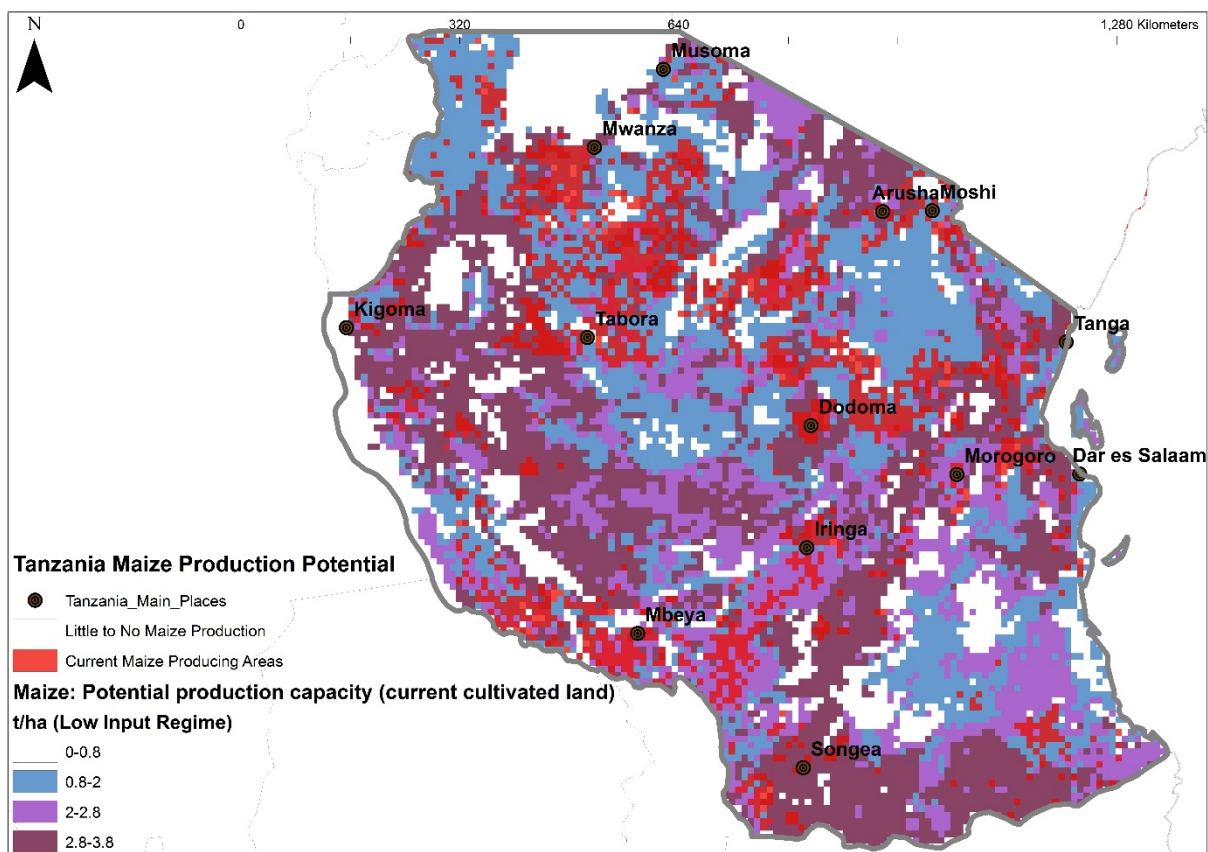 N
0 320 640 1,280 Kilometers
Musoma
Mwanza
Arusha Moshi
Kigoma
Tabora
Tanga
Dodoma
Morogoro
Dar es Salaam
Iringa
Mbeya
Songea
Tanzania Maize Production Potential
Tanzania_Main_Places
Little to No Maize Production
Current Maize Producing Areas
Maize: Potential production capacity (current cultivated land)
t/ha (Low Input Regime)
0-0.8
0.8-2
2-2.8
2.8-3.8